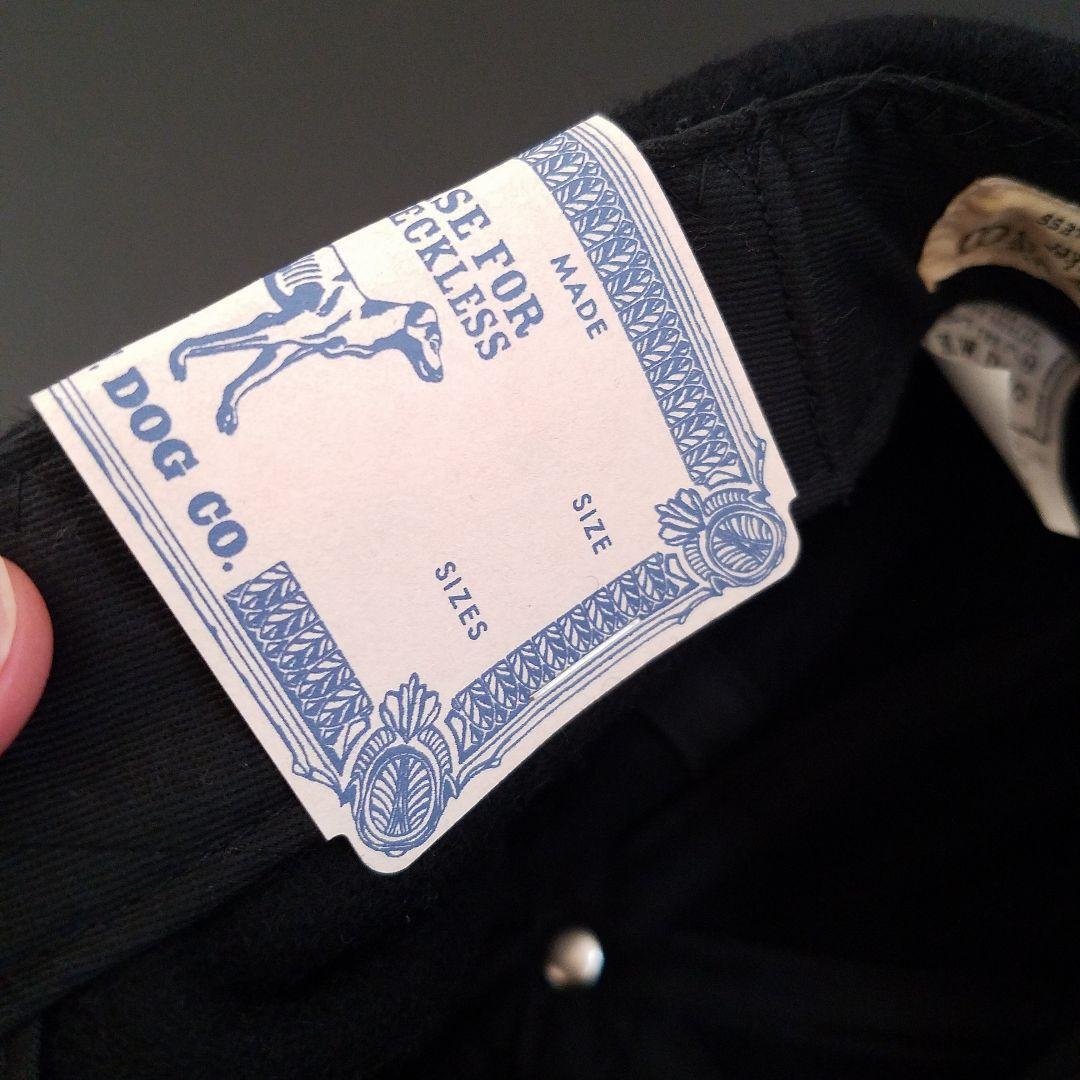 SE FOR
ECKLESS
DOG CO.
MADE
SIZE
SIZES